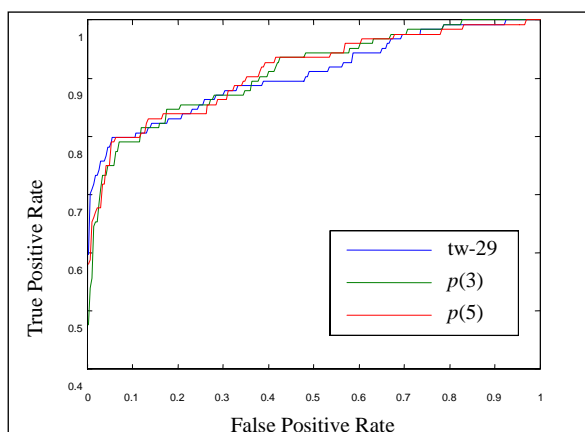 1
0.9
0.8
0.7
0.6
0.5
0.4
True Positive Rate
tw-29
p(3)
p(5)
0 0.1 0.2 0.3 0.4 0.5 0.6 0.7 0.8 0.9 1
False Positive Rate